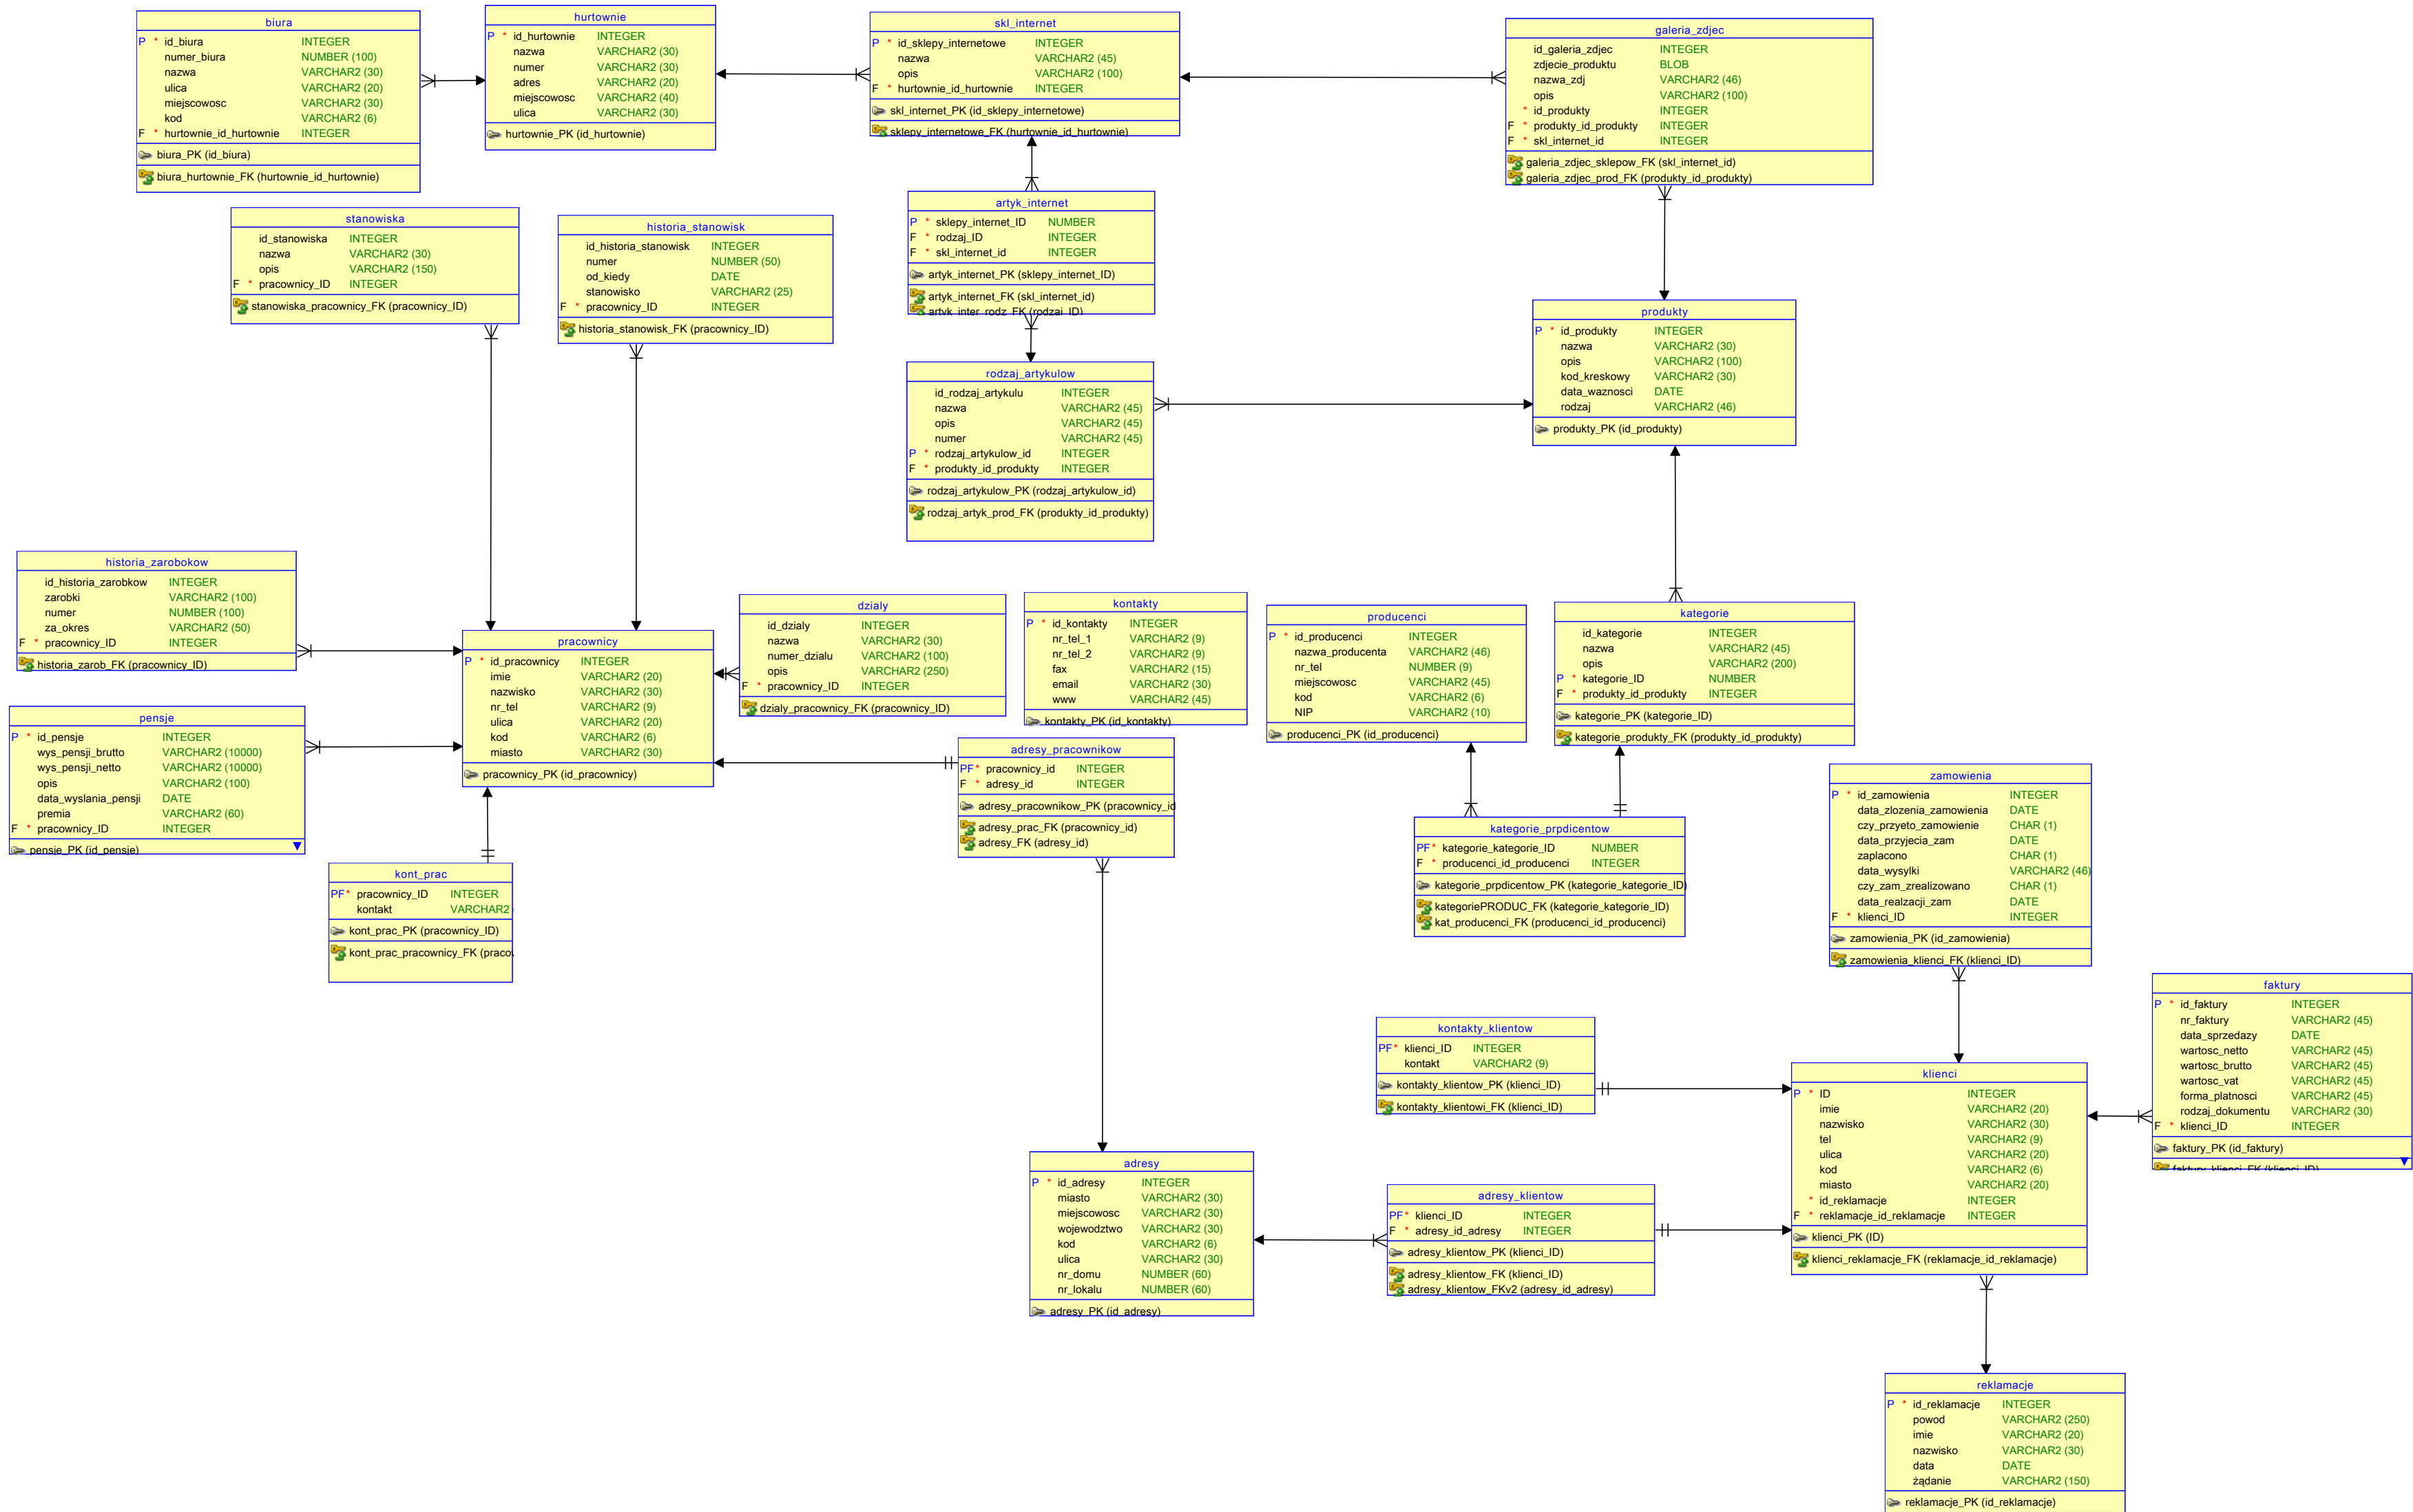 biura
P * id_biura INTEGER
numer_biura NUMBER (100)
nazwa VARCHAR2 (30)
ulica VARCHAR2 (20)
miejscowosc VARCHAR2 (30)
kod VARCHAR2 (6)
F * hurtownie_id_hurtownie INTEGER
biura_PK (id_biura)
biura_hurtownie_FK (hurtownie_id_hurtownie)
hurtownie
P * id_hurtownie INTEGER
nazwa VARCHAR2 (30)
numer VARCHAR2 (30)
adres VARCHAR2 (20)
miejscowosc VARCHAR2 (40)
ulica VARCHAR2 (30)
hurtownie_PK (id_hurtownie)
skl_internet
P * id_sklepy_internetowe INTEGER
nazwa VARCHAR2 (45)
opis VARCHAR2 (100)
F * hurtownie_id_hurtownie INTEGER
skl_internet_PK (id_sklepy_internetowe)
sklepy_internetowe_FK (hurtownie_id_hurtownie)
galeria_zdjec
id_galeria_zdjec INTEGER
zdjecie_produktu BLOB
nazwa_zdj VARCHAR2 (46)
opis VARCHAR2 (100)
* id_produkty INTEGER
F * produkty_id_produkty INTEGER
F * skl_internet_id INTEGER
galeria_zdjec_sklepow_FK (skl_internet_id)
galeria_zdjec_prod_FK (produkty_id_produkty)
stanowiska
id_stanowiska INTEGER
nazwa VARCHAR2 (30)
opis VARCHAR2 (150)
F * pracownicy_ID INTEGER
stanowiska_pracownicy_FK (pracownicy_ID)
historia_stanowisk
id_historia_stanowisk INTEGER
numer NUMBER (50)
od_kiedy DATE
stanowisko VARCHAR2 (25)
F * pracownicy_ID INTEGER
historia_stanowisk_FK (pracownicy_ID)
artyk_internet
P * sklepy_internet_ID NUMBER
F * rodzaj_ID INTEGER
F * skl_internet_id INTEGER
artyk_internet_PK (sklepy_internet_ID)
artyk_internet_FK (skl_internet_id)
artyk_inter_rodz_FK (rodzaj_ID)
produkty
P * id_produkty INTEGER
nazwa VARCHAR2 (30)
opis VARCHAR2 (100)
kod_kreskowy VARCHAR2 (30)
data_waznosci DATE
rodzaj VARCHAR2 (46)
produkty_PK (id_produkty)
rodzaj_artykulow
id_rodzaj_artykulu INTEGER
nazwa VARCHAR2 (45)
opis VARCHAR2 (45)
numer VARCHAR2 (45)
P * rodzaj_artykulow_id INTEGER
F * produkty_id_produkty INTEGER
rodzaj_artykulow_PK (rodzaj_artykulow_id)
rodzaj_artyk_prod_FK (produkty_id_produkty)
historia_zarobokow
id_historia_zarobkow INTEGER
zarobki VARCHAR2 (100)
numer NUMBER (100)
za_okres VARCHAR2 (50)
F * pracownicy_ID INTEGER
historia_zarob_FK (pracownicy_ID)
pracownicy
P * id_pracownicy INTEGER
imie VARCHAR2 (20)
nazwisko VARCHAR2 (30)
nr_tel VARCHAR2 (9)
ulica VARCHAR2 (20)
kod VARCHAR2 (6)
miasto VARCHAR2 (30)
pracownicy_PK (id_pracownicy)
dzialy
id_dzialy INTEGER
nazwa VARCHAR2 (30)
numer_dzialu VARCHAR2 (100)
opis VARCHAR2 (250)
F * pracownicy_ID INTEGER
dzialy_pracownicy_FK (pracownicy_ID)
kontakty
P * id_kontakty INTEGER
nr_tel_1 VARCHAR2 (9)
nr_tel_2 VARCHAR2 (9)
fax VARCHAR2 (15)
email VARCHAR2 (30)
www VARCHAR2 (45)
kontakty_PK (id_kontakty)
producenci
P * id_producenci INTEGER
nazwa_producenta VARCHAR2 (46)
nr_tel NUMBER (9)
miejscowosc VARCHAR2 (45)
kod VARCHAR2 (6)
NIP VARCHAR2 (10)
producenci_PK (id_producenci)
kategorie
id_kategorie INTEGER
nazwa VARCHAR2 (45)
opis VARCHAR2 (200)
P * kategorie_ID NUMBER
F * produkty_id_produkty INTEGER
kategorie_PK (kategorie_ID)
kategorie_produkty_FK (produkty_id_produkty)
pensje
P * id_pensje INTEGER
wys_pensji_brutto VARCHAR2 (10000)
wys_pensji_netto VARCHAR2 (10000)
opis VARCHAR2 (100)
data_wyslania_pensji DATE
premia VARCHAR2 (60)
F * pracownicy_ID INTEGER
pensje_PK (id_pensje)
adresy_pracownikow
PF * pracownicy_id INTEGER
F * adresy_id INTEGER
adresy_pracownikow_PK (pracownicy_id
adresy_prac_FK (pracownicy_id)
adresy_FK (adresy_id)
kont_prac
PF * pracownicy_ID INTEGER
kontakt VARCHAR2
kont_prac_PK (pracownicy_ID)
kont_prac_pracownicy_FK (praco
kategorie_prpdicentow
PF * kategorie_kategorie_ID NUMBER
F * producenci_id_producenci INTEGER
kategorie_prpdicentow_PK (kategorie_kategorie_ID)
kategoriePRODUC_FK (kategorie_kategorie_ID)
kat_producenci_FK (producenci_id_producenci)
zamowienia
P * id_zamowienia INTEGER
data_zlozenia_zamowienia DATE
czy_przyeto_zamowienie CHAR (1)
data_przyjecia_zam DATE
zaplacono CHAR (1)
data_wysylki VARCHAR2 (46)
czy_zam_zrealizowano CHAR (1)
data_realzacji_zam DATE
F * klienci_ID INTEGER
zamowienia_PK (id_zamowienia)
zamowienia_klienci_FK (klienci_ID)
faktury
P * id_faktury INTEGER
nr_faktury VARCHAR2 (45)
data_sprzedazy DATE
wartosc_netto VARCHAR2 (45)
wartosc_brutto VARCHAR2 (45)
wartosc_vat VARCHAR2 (45)
forma_platnosci VARCHAR2 (45)
rodzaj_dokumentu VARCHAR2 (30)
F * klienci_ID INTEGER
faktury_PK (id_faktury)
faktury_klienci_FK (klienci_ID)
kontakty_klientow
PF * klienci_ID INTEGER
kontakt VARCHAR2 (9)
kontakty_klientow_PK (klienci_ID)
kontakty_klientowi_FK (klienci_ID)
klienci
P * ID INTEGER
imie VARCHAR2 (20)
nazwisko VARCHAR2 (30)
tel VARCHAR2 (9)
ulica VARCHAR2 (20)
kod VARCHAR2 (6)
miasto VARCHAR2 (20)
* id_reklamacje INTEGER
F * reklamacje_id_reklamacje INTEGER
klienci_PK (ID)
klienci_reklamacje_FK (reklamacje_id_reklamacje)
adresy
P * id_adresy INTEGER
miasto VARCHAR2 (30)
miejscowosc VARCHAR2 (30)
wojewodztwo VARCHAR2 (30)
kod VARCHAR2 (6)
ulica VARCHAR2 (30)
nr_domu NUMBER (60)
nr_lokalu NUMBER (60)
adresy_PK (id_adresy)
adresy_klientow
PF * klienci_ID INTEGER
F * adresy_id_adresy INTEGER
adresy_klientow_PK (klienci_ID)
adresy_klientow_FK (klienci_ID)
adresy_klientow_FKv2 (adresy_id_adresy)
reklamacje
P * id_reklamacje INTEGER
powod VARCHAR2 (250)
imie VARCHAR2 (20)
nazwisko VARCHAR2 (30)
data DATE
żądanie VARCHAR2 (150)
reklamacje_PK (id_reklamacje)